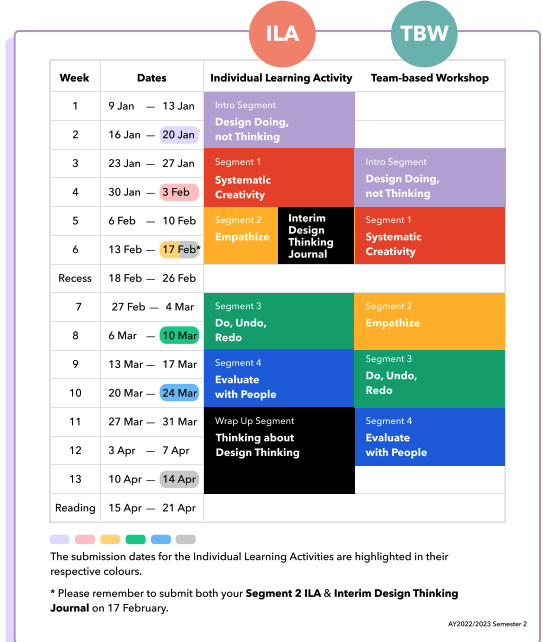 ILA
TBW
Week Dates Individual Learning Activity Team-based Workshop
1 9 Jan — 13 Jan
Intro Segment
Design Doing,
not Thinking
2 16 Jan — 20 Jan
3 23 Jan — 27 Jan
Segment 1
Systematic
Creativity
Intro Segment
Design Doing,
not Thinking
4 30 Jan — 3 Feb
5 6 Feb — 10 Feb
Segment 2
Empathize
Interim
Design
Thinking
Journal
Segment 1
Systematic
Creativity
6 13 Feb — 17 Feb*
Recess 18 Feb — 26 Feb
7 27 Feb — 4 Mar
Segment 3
Do, Undo,
Redo
Segment 2
Empathize
8 6 Mar — 10 Mar
9 13 Mar — 17 Mar
Segment 4
Evaluate
with People
Segment 3
Do, Undo,
Redo
10 20 Mar — 24 Mar
11 27 Mar — 31 Mar
Wrap Up Segment
Thinking about
Design Thinking
Segment 4
Evaluate
with People
12 3 Apr — 7 Apr
13 10 Apr — 14 Apr
Reading 15 Apr — 21 Apr
The submission dates for the Individual Learning Activities are highlighted in their
respective colours.
* Please remember to submit both your Segment 2 ILA & Interim Design Thinking
Journal on 17 February.
AY2022/2023 Semester 2